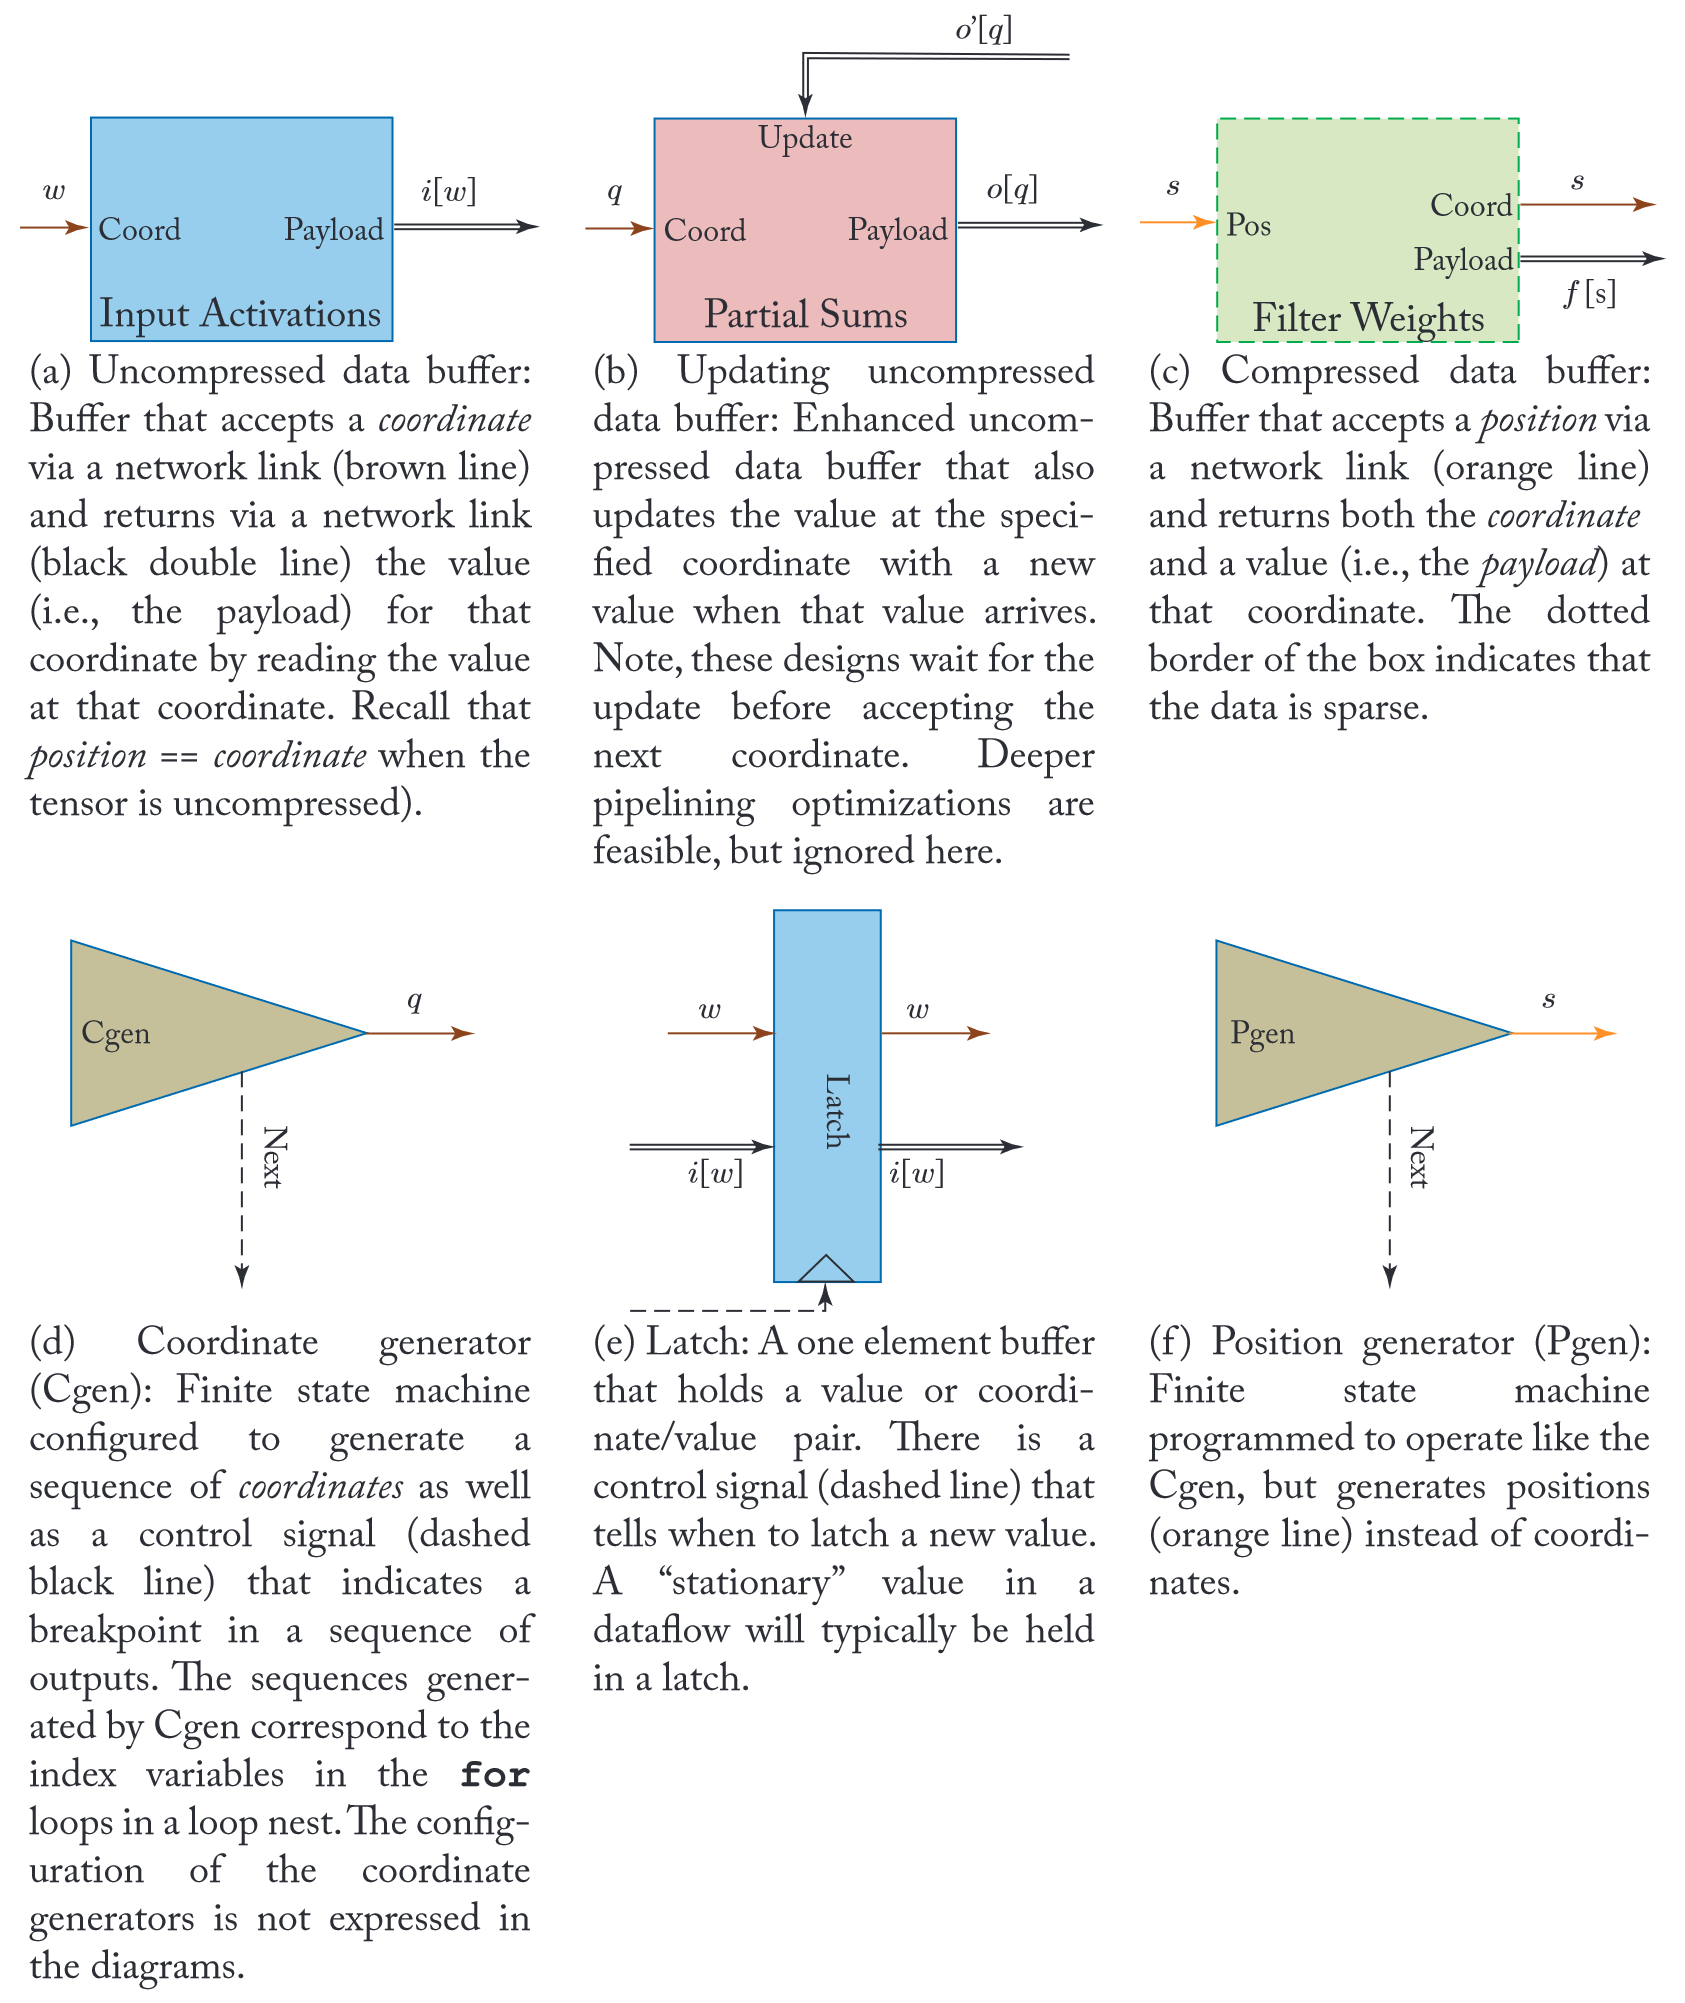 o’[q]
Update
w
Coord
Payload
i[w]
Input Activations
q
Coord
Payload
o[q]
Partial Sums
s
Pos
Coord
s
Payload
f[s]
Filter Weights
(a) Uncompressed data buffer:
Buffer that accepts a coordinate
via a network link (brown line)
and returns via a network link
(black double line) the value
(i.e., the payload) for that
coordinate by reading the value
at that coordinate. Recall that
position == coordinate when the
tensor is uncompressed).
(b) Updating uncompressed
data buffer: Enhanced uncom-
pressed data buffer that also
updates the value at the speci-
fied coordinate with a new
value when that value arrives.
Note, these designs wait for the
update before accepting the
next coordinate. Deeper
pipelining optimizations are
feasible, but ignored here.
(c) Compressed data buffer:
Buffer that accepts a position via
a network link (orange line)
and returns both the coordinate
and a value (i.e., the payload) at
that coordinate. The dotted
border of the box indicates that
the data is sparse.
Cgen
q
Next
w
w
Latch
i[w]
i[w]
Pgen
s
Next
(d) Coordinate generator
(Cgen): Finite state machine
configured to generate a
sequence of coordinates as well
as a control signal (dashed
black line) that indicates a
breakpoint in a sequence of
outputs. The sequences gener-
ated by Cgen correspond to the
index variables in the for
loops in a loop nest. The config-
uration of the coordinate
generators is not expressed in
the diagrams.
(e) Latch: A one element buffer
that holds a value or coordi-
nate/value pair. There is a
control signal (dashed line) that
tells when to latch a new value.
A “stationary” value in a
dataflow will typically be held
in a latch.
(f) Position generator (Pgen):
Finite state machine
programmed to operate like the
Cgen, but generates positions
(orange line) instead of coordi-
nates.